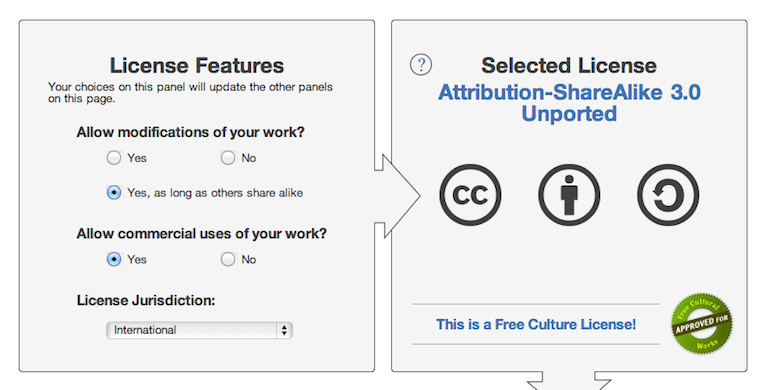 License Features
Your choices on this panel will update the other panels
on this page.
Allow modifications of your work?
Yes
No
Yes, as long as others share alike
Allow commercial uses of your work?
Yes
No
License Jurisdiction:
International
?
Selected License
Attribution-ShareAlike 3.0
Unported
cc
This is a Free Culture License!
Free Cultural
APPROVED FOR
Works